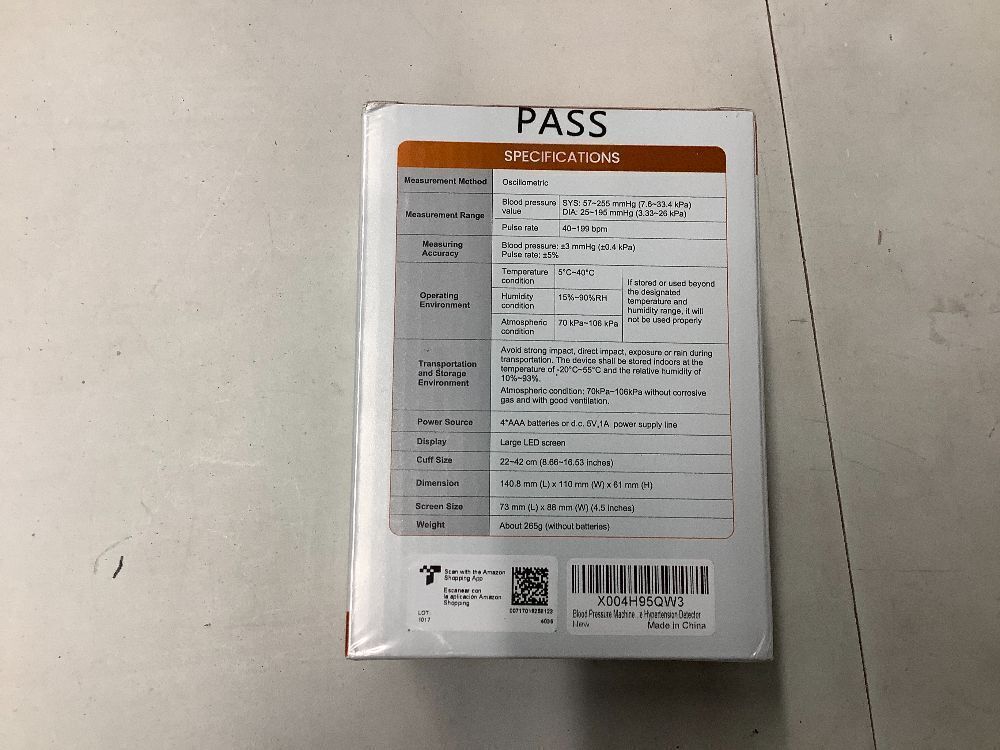 PASS
SPECIFICATIONS
Measurement Method
Oscillometric
Measurement Range
Blood pressure
value
SYS: 57~255 mmHg (7.6~33.4 kPa)
DIA: 25~195 mmHg (3.33~26 kPa)
Pulse rate
40~199 bpm
Measuring
Accuracy
Blood pressure: ±3 mmHg (±0.4 kPa)
Pulse rate: ±5%
Operating
Environment
Temperature
condition
5°C~40°C
Humidity
condition
15%~90%RH
Atmospheric
condition
70 kPa~106 kPa
If stored or used beyond
the designated
temperature and
humidity range, it will
not be used properly
Transportation
and Storage
Environment
Avoid strong impact, direct impact, exposure or rain during
transportation. The device shall be stored indoors at the
temperature of -20°C~55°C and the relative humidity of
10%~93%.
Atmospheric condition: 70kPa~106kPa without corrosive
gas and with good ventilation.
Power Source
4*AAA batteries or d.c. 5V,1A power supply line
Display
Large LED screen
Cuff Size
22~42 cm (8.66~16.53 inches)
Dimension
140.8 mm (L) x 110 mm (W) x 61 mm (H)
Screen Size
73 mm (L) x 88 mm (W) (4.5 inches)
Weight
About 265g (without batteries)
Scan with the Amazon
Shopping App
Escanear con
la aplicación Amazon
Shopping
LOT
1017
4036
X004H95QW3
Blood Pressure Machine ..e Hypertension Detector
New
Made in China